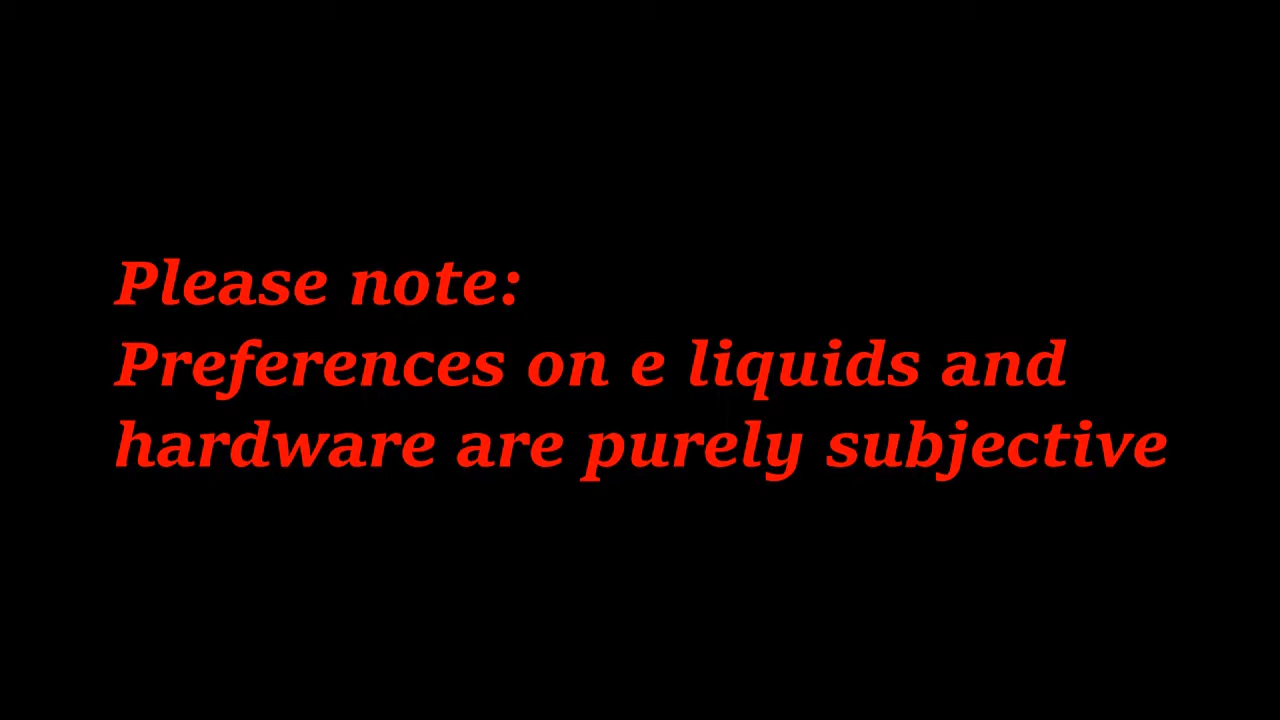 Please note:
Preferences on e liquids and
hardware are purely subjective